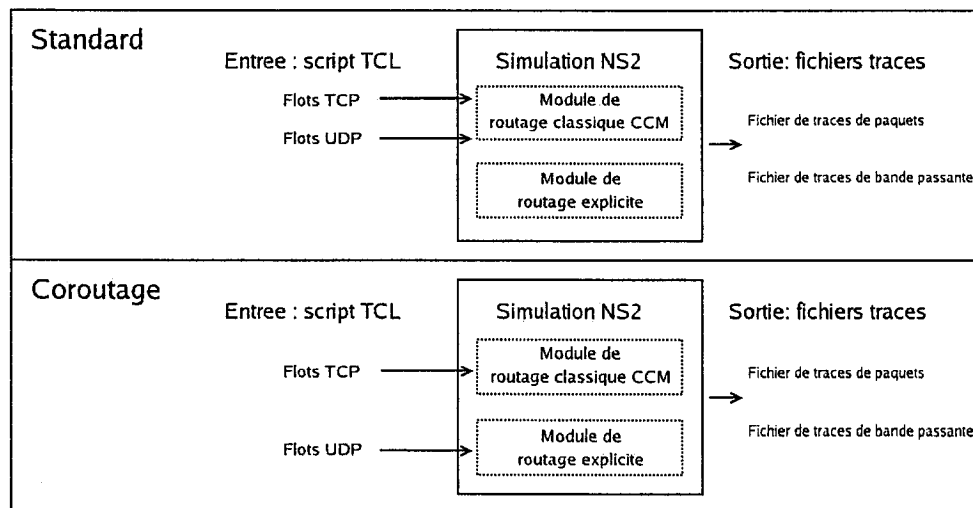 Standard
Entree : script TCL
Simulation NS2
Sortie: fichiers traces
Flots TCP
Module de
routage classique CCM
Flots UDP
Fichier de traces de paquets
Module de
routage explicite
Fichier de traces de bande passante
Coroutage
Entree : script TCL
Simulation NS2
Sortie: fichiers traces
Flots TCP
Module de
routage classique CCM
Fichier de traces de paquets
Flots UDP
Module de
routage explicite
Fichier de traces de bande passante